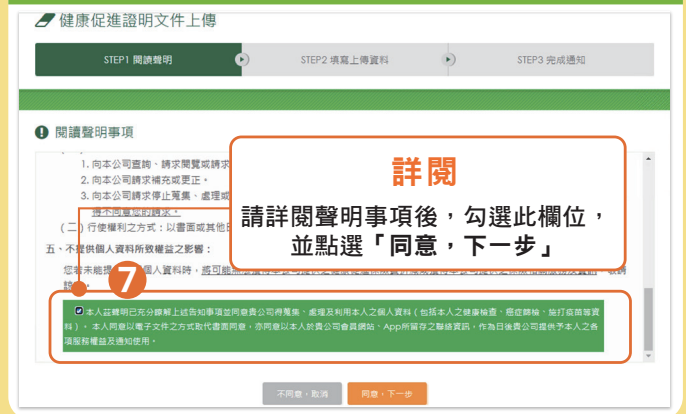 健康促進證明文件上傳
STEP1 閱讀聲明
STEP2 填寫上傳資料
STEP3 完成通知
閱讀聲明事項
1. 向本公司查詢、請求閱覽或請求
2. 向本公司請求補充或更正。
3. 向本公司請求停止蒐集、處理或
得不同意您的請求。
(二) 行使權利之方式：以書面或其他
五、不提供個人資料所致權益之影響：
詳閱
請詳閱聲明事項後，勾選此欄位，
並點選「同意，下一步」
7
本人茲聲明已充分瞭解上述告知事項並同意貴公司得蒐集、處理及利用本人之個人資料（包括本人之健康檢查、癌症篩檢、施打疫苗等資
料）。本人同意以電子文件之方式取代書面同意，亦同意以本人於貴公司會員網站、App所留存之聯絡資訊，作為日後貴公司提供予本人之各
項服務權益及通知使用。
不同意，取消
同意，下一步